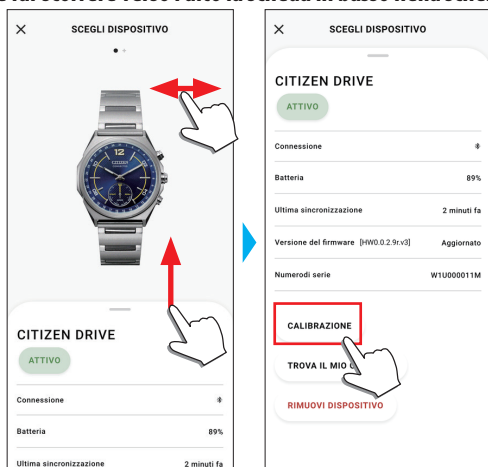 SCEGLI DISPOSITIVO
CITIZEN
12
CITIZEN DRIVE
ATTIVO
Connessione
Batteria 89%
Ultima sincronizzazione 2 minuti fa
SCEGLI DISPOSITIVO
CITIZEN DRIVE
ATTIVO
Connessione
Batteria 89%
Ultima sincronizzazione 2 minuti fa
Versione del firmware [HW0.0.2.9r.v3] Aggiornato
Numerodi serie W1U000011M
CALIBRAZIONE
TROVA IL MIO
RIMUOVI DISPOSITIVO